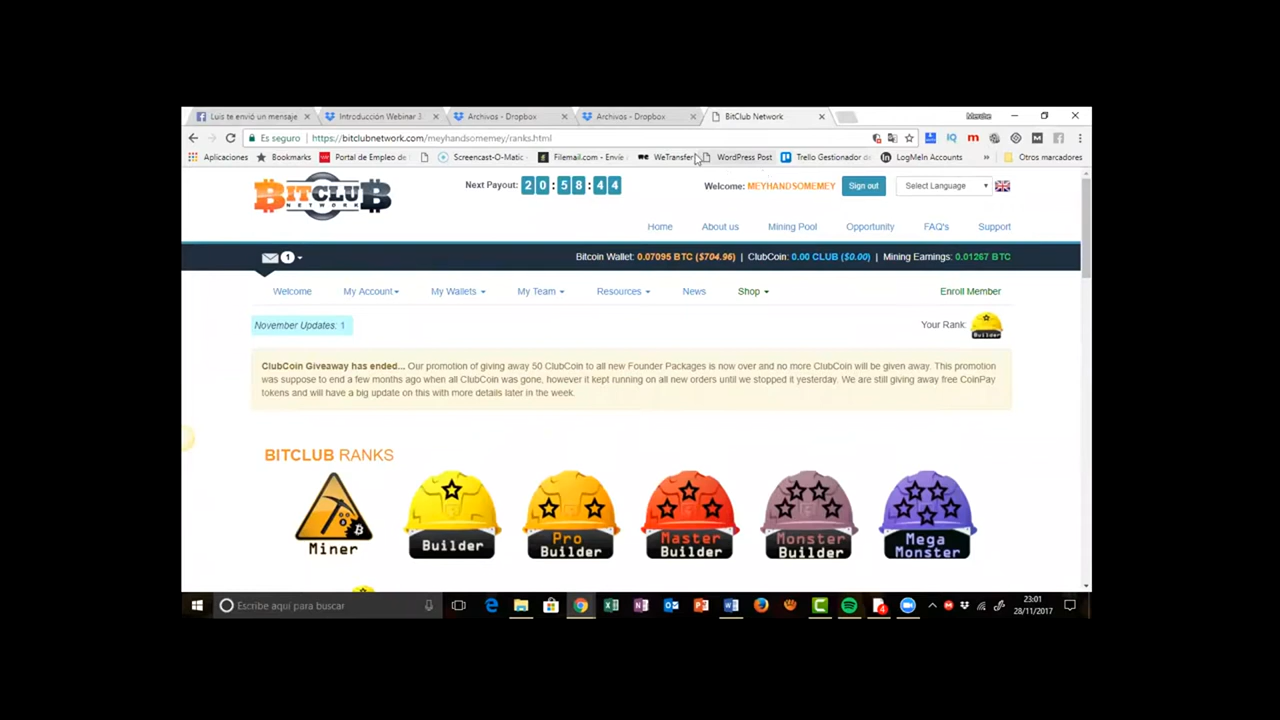 Luis te envió un mensaje
Introducción Webinar 3
Archivos - Dropbox
Archivos - Dropbox
BitClub Network
Merche
Es seguro
https://bitclubnetwork.com/meyhandsomemey/ranks.html
Aplicaciones
Bookmarks
Portal de Empleo de
Screencast-O-Matic -
Filemail.com - Envíe
WeTransfer
WordPress Post
Trello Gestionador de
LogMeIn Accounts
Otros marcadores
BITCLUB
NETWORK
Next Payout: 20:58:44
Welcome: MEYHANDSOMEMEY
Sign out
Select Language
Home
About us
Mining Pool
Opportunity
FAQ's
Support
1
Bitcoin Wallet: 0.07095 BTC ($704.96) | ClubCoin: 0.00 CLUB ($0.00) | Mining Earnings: 0.01267 BTC
Welcome
My Account
My Wallets
My Team
Resources
News
Shop
Enroll Member
November Updates: 1
Your Rank:
Builder
ClubCoin Giveaway has ended... Our promotion of giving away 50 ClubCoin to all new Founder Packages is now over and no more ClubCoin will be given away. This promotion
was suppose to end a few months ago when all ClubCoin was gone, however it kept running on all new orders until we stopped it yesterday. We are still giving away free CoinPay
tokens and will have a big update on this with more details later in the week.
BITCLUB RANKS
Miner
Builder
Pro
Builder
Master
Builder
Monster
Builder
Mega
Monster
Escribe aquí para buscar
23:01
28/11/2017